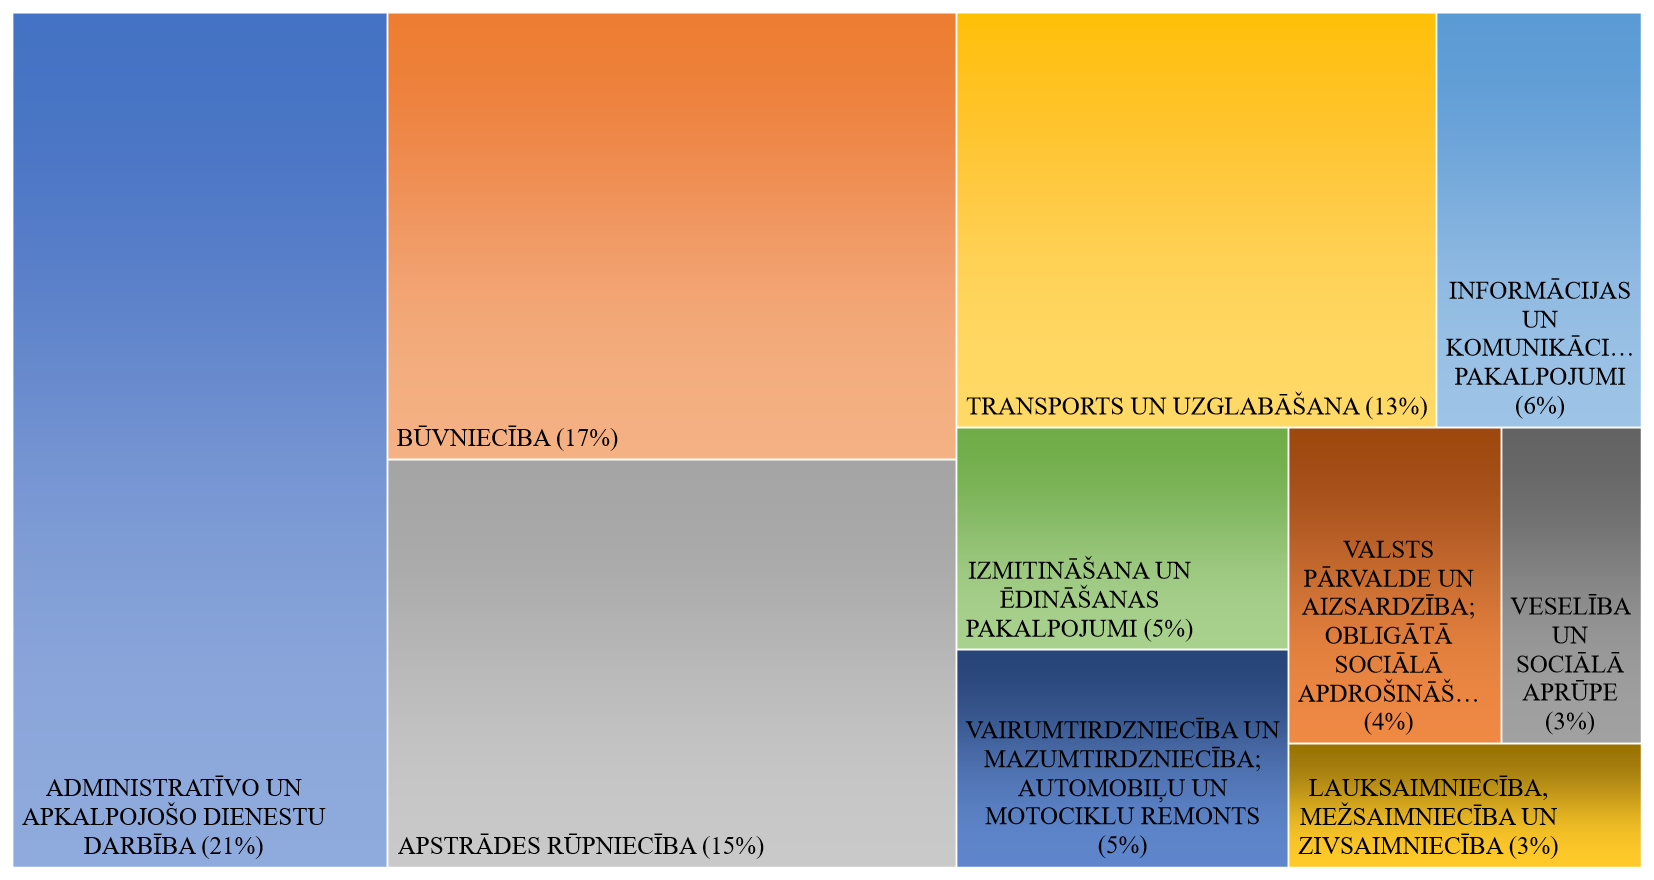 ADMINISTRATĪVO UN
APKALPOJOŠO DIENESTU
DARBĪBA (21%)
BŪVNIECĪBA (17%)
APSTRĀDES RŪPNIECĪBA (15%)
TRANSPORTS UN UZGLABĀŠANA (13%)
INFORMĀCIJAS
UN
KOMUNIKĀCI…
PAKALPOJUMI
(6%)
IZMITINĀŠANA UN
ĒDINĀŠANAS
PAKALPOJUMI (5%)
VAIRUMTIRDZNIECĪBA UN
MAZUMTIRDZNIECĪBA;
AUTOMOBIĻU UN
MOTOCIKLU REMONTS
(5%)
VALSTS
PĀRVALDE UN
AIZSARDZĪBA;
OBLIGĀTĀ
SOCIĀLĀ
APDROŠINĀŠ…
(4%)
VESELĪBA
UN
SOCIĀLĀ
APRŪPE
(3%)
LAUKSAIMNIECĪBA,
MEŽSAIMNIECĪBA UN
ZIVSAIMNIECĪBA (3%)